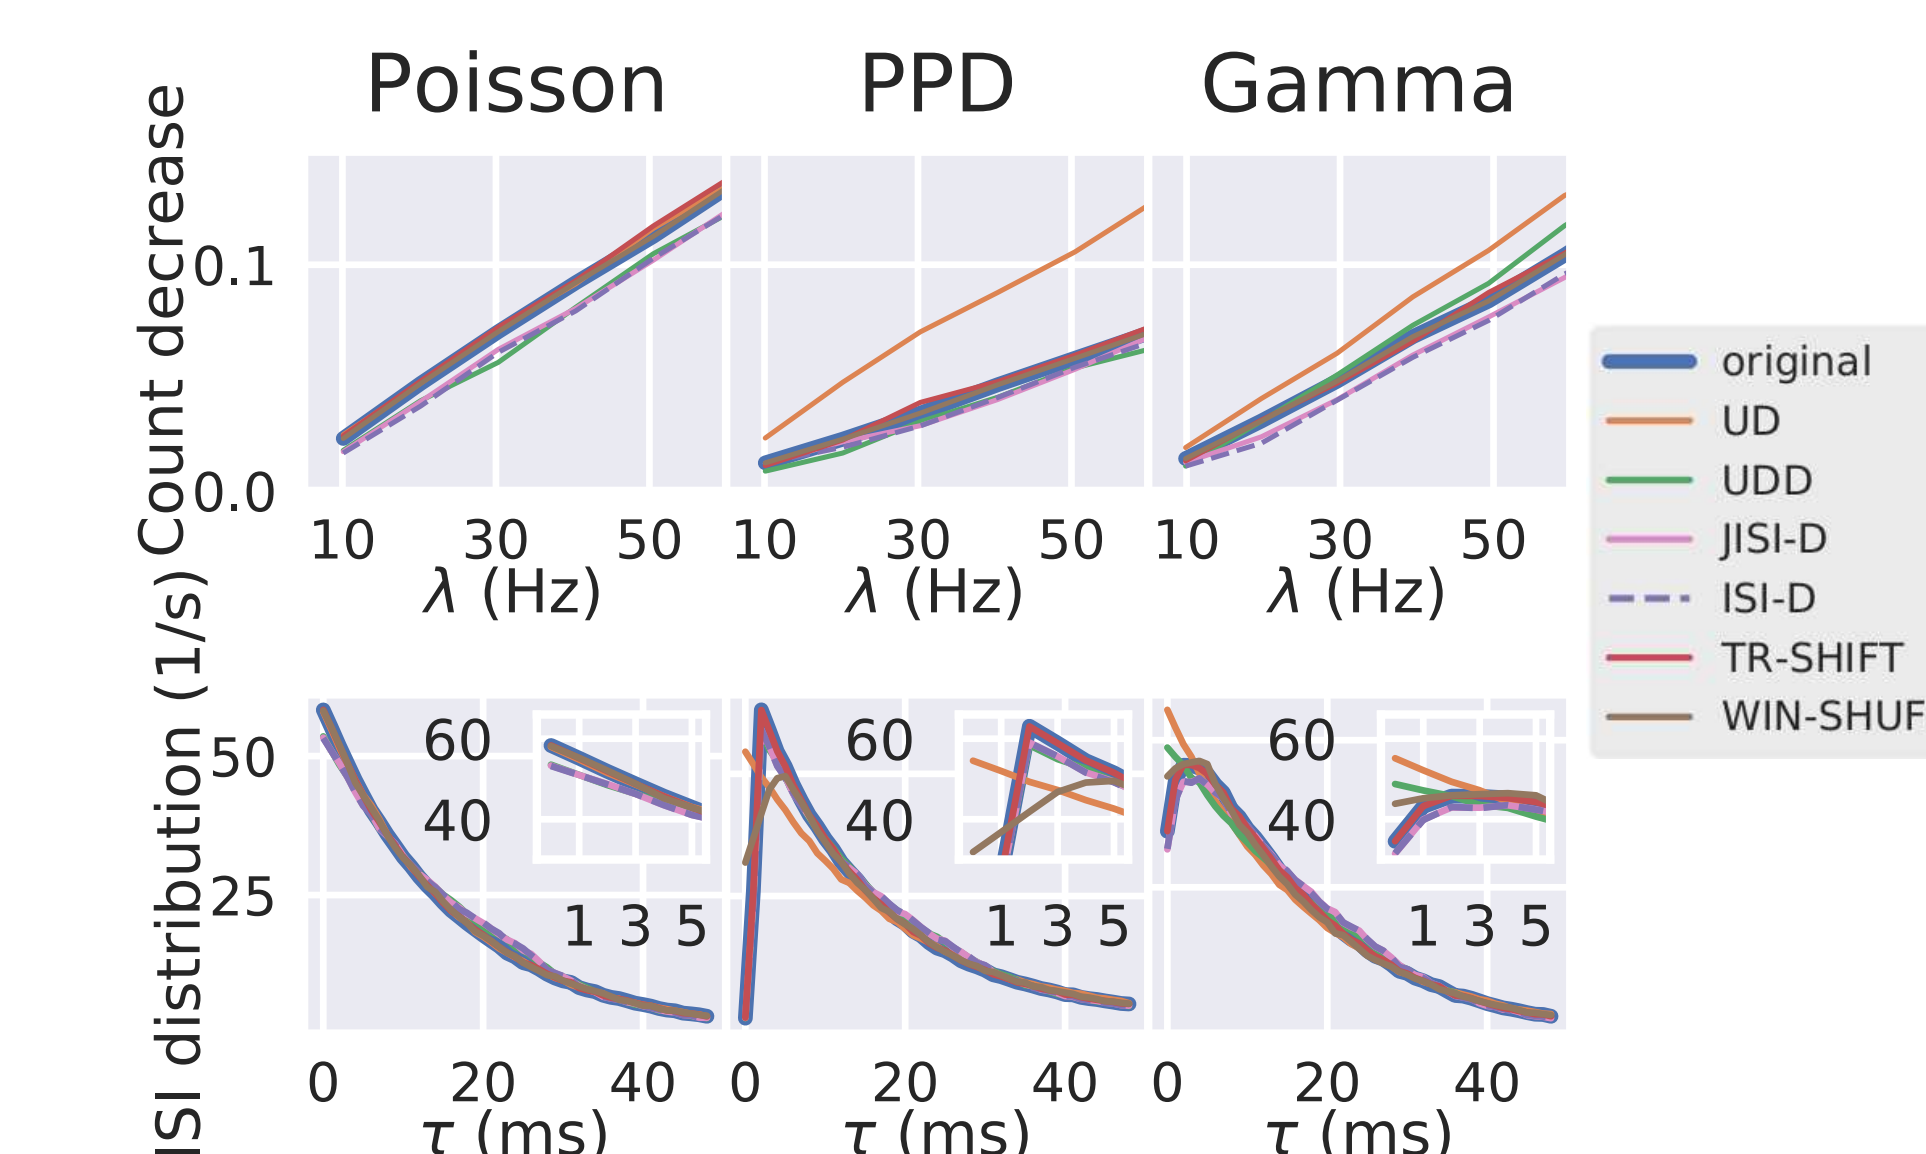 Poisson PPD Gamma
Count decrease
0.1
0.0
10 30 50 10 30 50 10 30 50
λ (Hz) λ (Hz) λ (Hz)
original
UD
UDD
JISI-D
ISI-D
TR-SHIFT
WIN-SHUF
ISI distribution (1/s)
50
25
60 60 60
40 40 40
1 3 5 1 3 5 1 3 5
0 20 40 0 40 0 20 40
τ (ms) τ (ms) τ (ms)